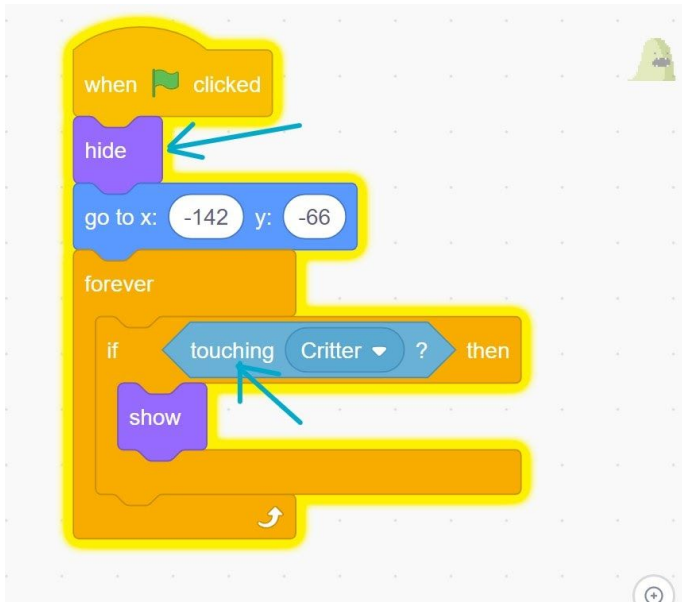 when clicked
hide
go to x: -142 y: -66
forever
if touching Critter ? then
show